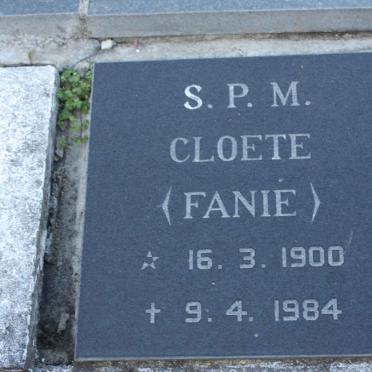 S. P. M.
CLOETE
(FANIE)
☆ 16. 3. 1900
✝ 9. 4. 1984